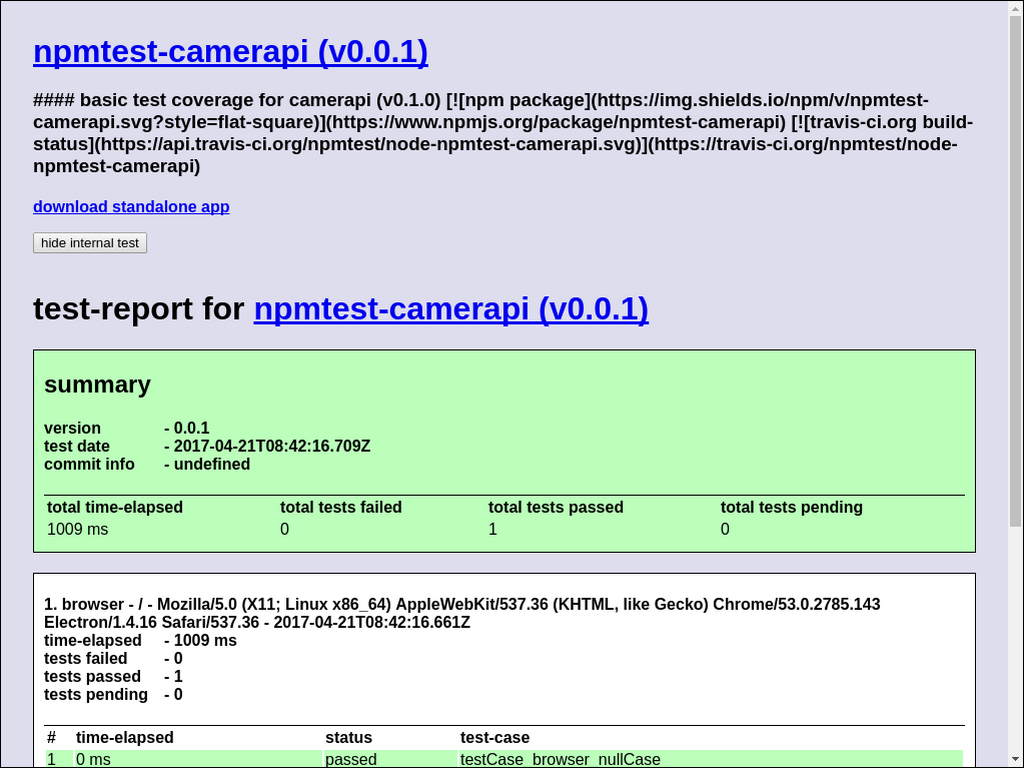 npmtest-camerapi (v0.0.1)
#### basic test coverage for camerapi (v0.1.0) [![npm package](https://img.shields.io/npm/v/npmtest-
camerapi.svg?style=flat-square)](https://www.npmjs.org/package/npmtest-camerapi) [![travis-ci.org build-
status](https://api.travis-ci.org/npmtest/node-npmtest-camerapi.svg)](https://travis-ci.org/npmtest/node-
npmtest-camerapi)
download standalone app
hide internal test
test-report for npmtest-camerapi (v0.0.1)
summary
version - 0.0.1
test date - 2017-04-21T08:42:16.709Z
commit info - undefined
total time-elapsed total tests failed total tests passed total tests pending
1009 ms 0 1 0
1. browser - / - Mozilla/5.0 (X11; Linux x86_64) AppleWebKit/537.36 (KHTML, like Gecko) Chrome/53.0.2785.143
Electron/1.4.16 Safari/537.36 - 2017-04-21T08:42:16.661Z
time-elapsed - 1009 ms
tests failed - 0
tests passed - 1
tests pending - 0
# time-elapsed status test-case
1 0 ms passed testCase_browser_nullCase